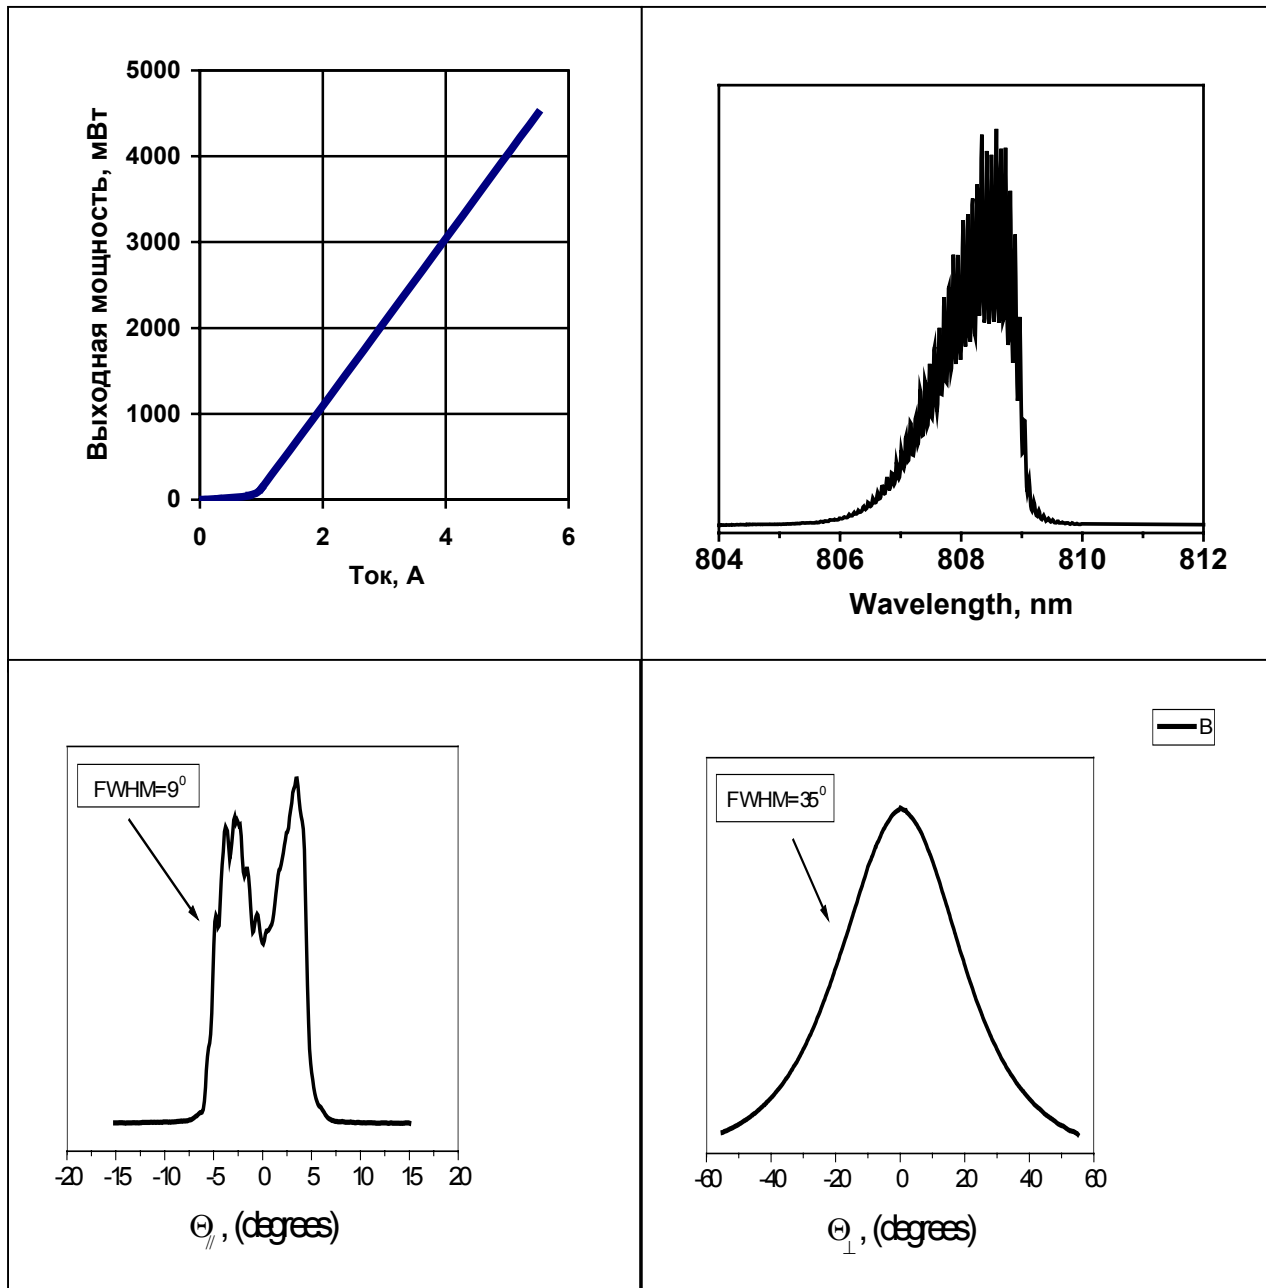 Выходная мощность, мВт
5000
4000
3000
2000
1000
0
0 2 4 6
Ток, А
804 806 808 810 812
Wavelength, nm
FWHM=9⁰
-20 -15 -10 -5 0 5 10 15 20
Θ//, (degrees)
B
FWHM=35⁰
-60 -40 -20 0 20 40 60
Θ⊥, (degrees)